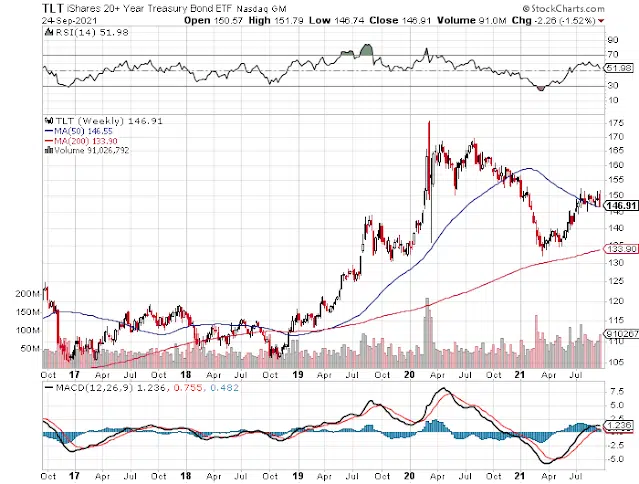 TLT iShares 20+ Year Treasury Bond ETF Nasdaq GM © StockCharts.com
24-Sep-2021 Open 150.57 High 151.79 Low 146.74 Close 146.91 Volume 91.0M Chg -2.26 (-1.52%)
RSI(14) 51.98
90
70
51.98
30
10
TLT (Weekly) 146.91
MA(50) 146.55
MA(200) 133.90
Volume 91,026,792
175
170
165
160
155
150
146.91
140
133.90
130
125
120
115
110
105
200M
150M
100M
50M
Oct 17 Apr Jul Oct 18 Apr Jul Oct 19 Apr Jul Oct 20 Apr Jul Oct 21 Apr Jul
MACD(12,26,9) 1.236, 0.755, 0.482
7.5
5.0
2.5
1.236
-2.5
-5.0